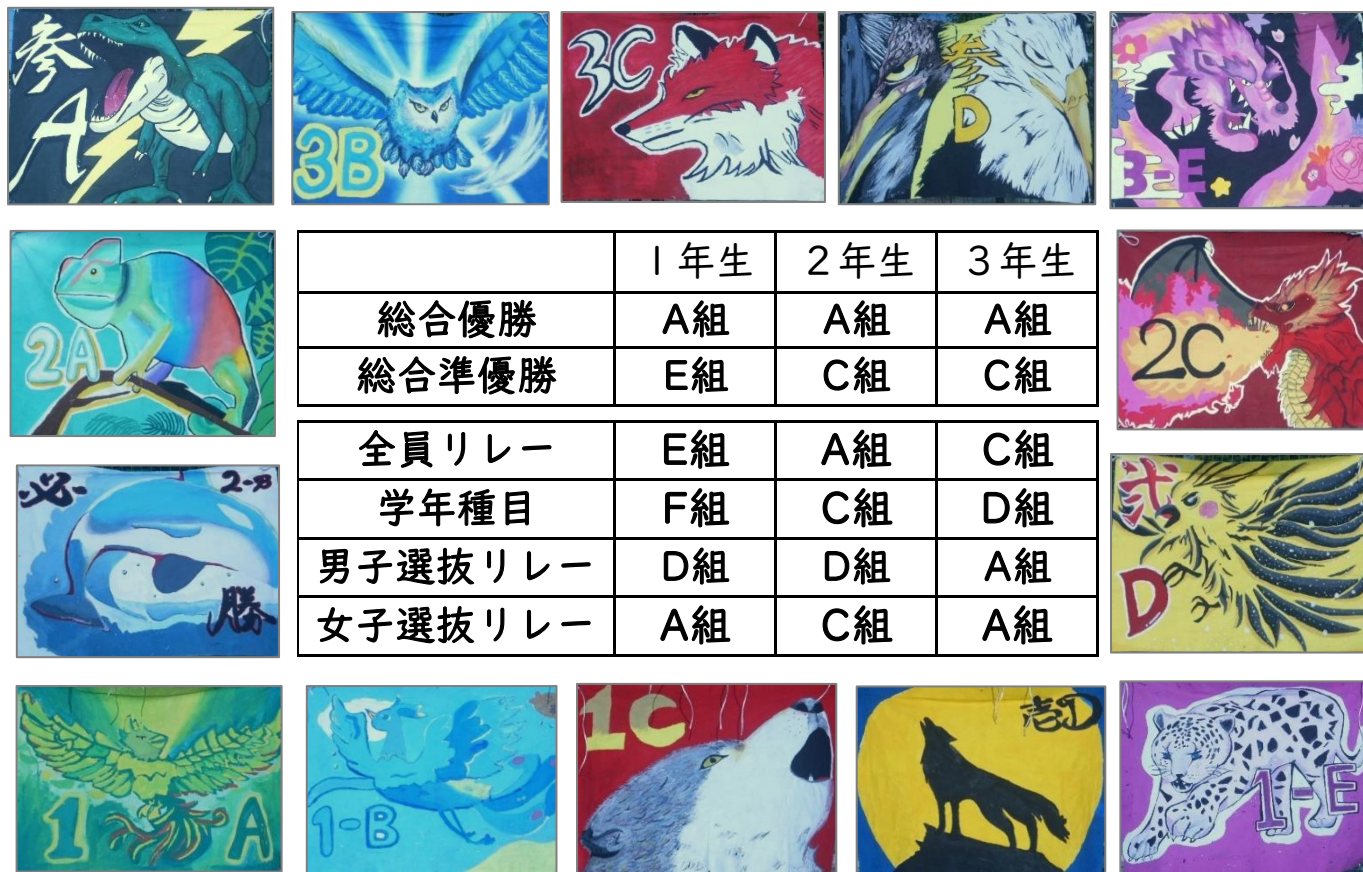 参
A
3B
3C
参
D
3-E
2A
2C
1年生 2年生 3年生
総合優勝 A組 A組 A組
総合準優勝 E組 C組 C組
全員リレー E組 A組 C組
学年種目 F組 C組 D組
男子選抜リレー D組 D組 A組
女子選抜リレー A組 C組 A組
必
2-B
勝
弐
D
1 A
1-B
1C
壱D
1-E